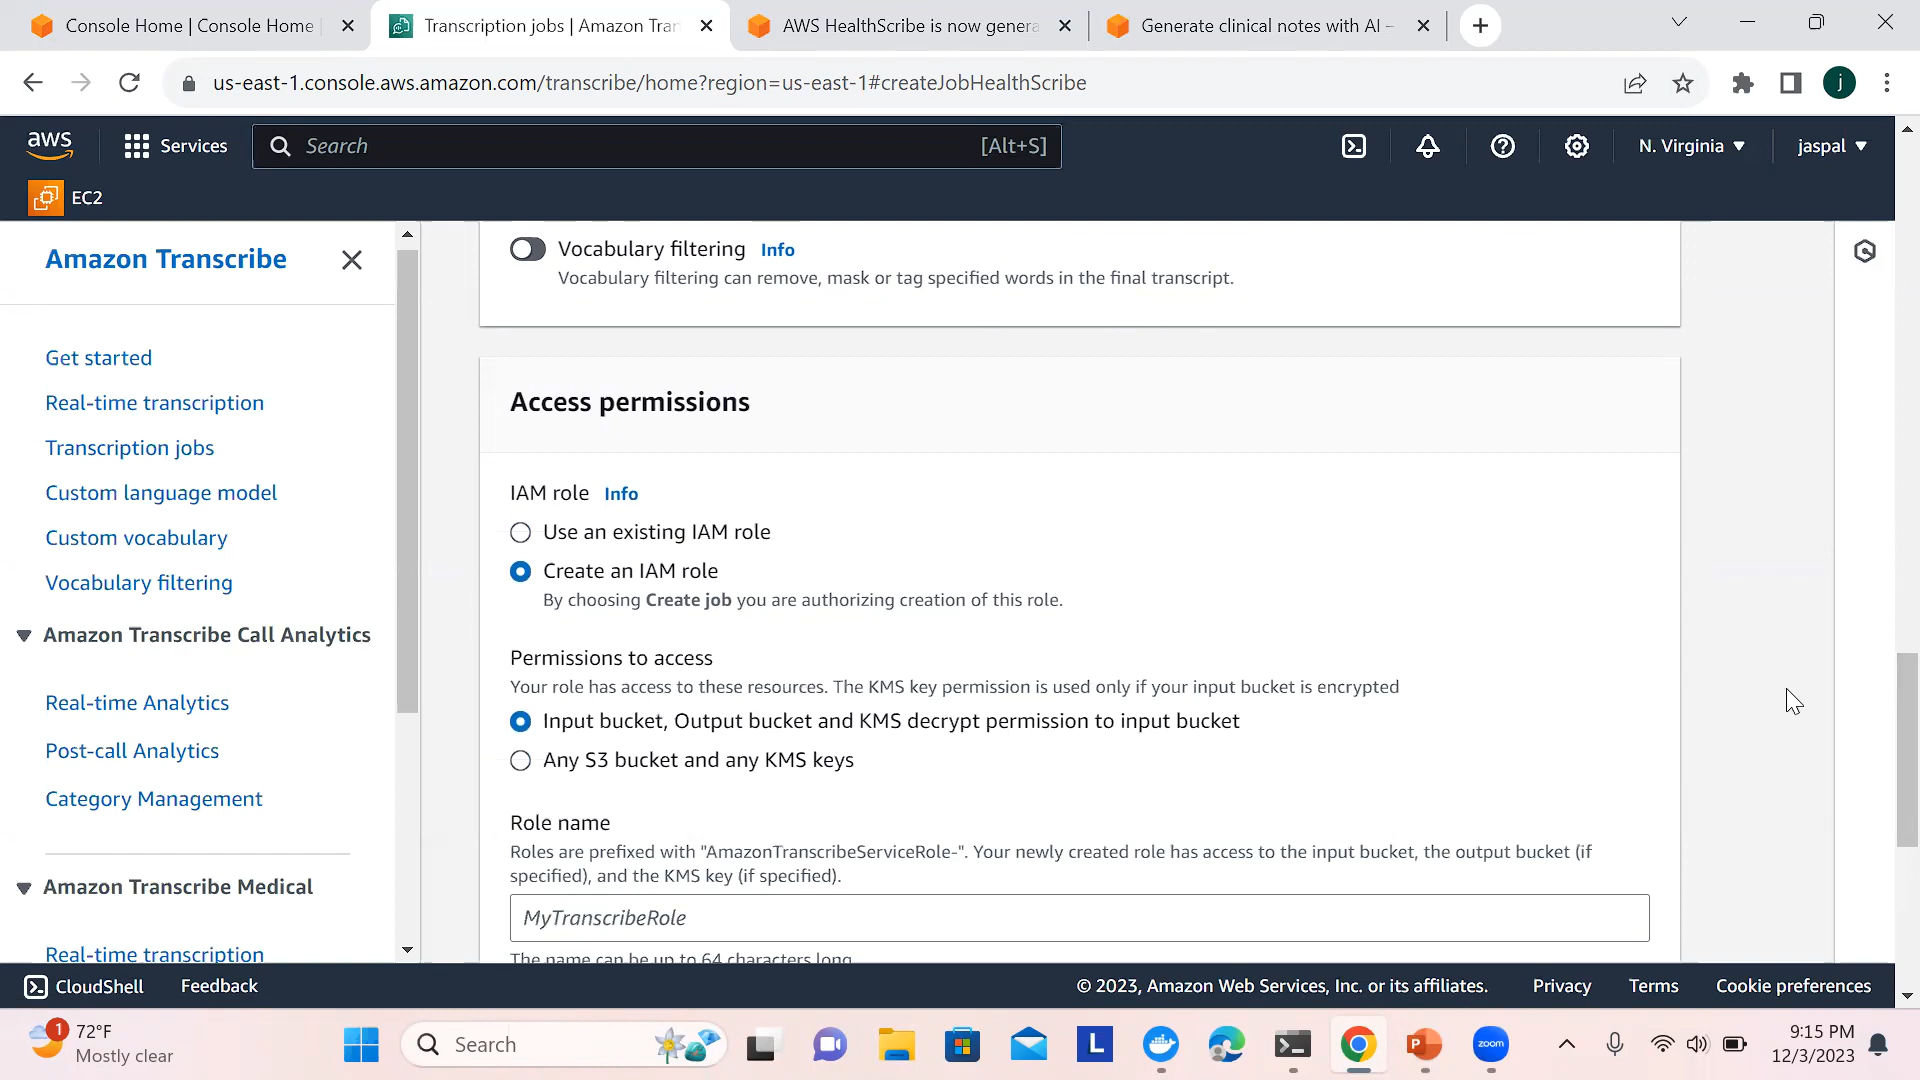 Console Home | Console Home
Transcription jobs | Amazon Tran
AWS HealthScribe is now genera
Generate clinical notes with AI –
us-east-1.console.aws.amazon.com/transcribe/home?region=us-east-1#createJobHealthScribe
j
aws
Services
Search
[Alt+S]
N. Virginia
jaspal
EC2
Amazon Transcribe
Get started
Real-time transcription
Transcription jobs
Custom language model
Custom vocabulary
Vocabulary filtering
Amazon Transcribe Call Analytics
Real-time Analytics
Post-call Analytics
Category Management
Amazon Transcribe Medical
Real-time transcription
Vocabulary filtering Info
Vocabulary filtering can remove, mask or tag specified words in the final transcript.
Access permissions
IAM role Info
Use an existing IAM role
Create an IAM role
By choosing Create job you are authorizing creation of this role.
Permissions to access
Your role has access to these resources. The KMS key permission is used only if your input bucket is encrypted
Input bucket, Output bucket and KMS decrypt permission to input bucket
Any S3 bucket and any KMS keys
Role name
Roles are prefixed with "AmazonTranscribeServiceRole-". Your newly created role has access to the input bucket, the output bucket (if
specified), and the KMS key (if specified).
MyTranscribeRole
The name can be up to 64 characters long
CloudShell
Feedback
© 2023, Amazon Web Services, Inc. or its affiliates.
Privacy
Terms
Cookie preferences
1
72°F
Mostly clear
Search
L
P
zoom
9:15 PM
12/3/2023